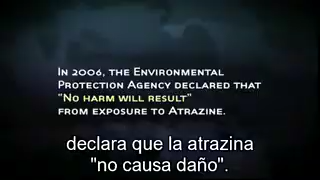 In 2006, the Environmental
Protection Agency declared that
"No harm will result"
from exposure to Atrazine.
declara que la atrazina
"no causa daño".